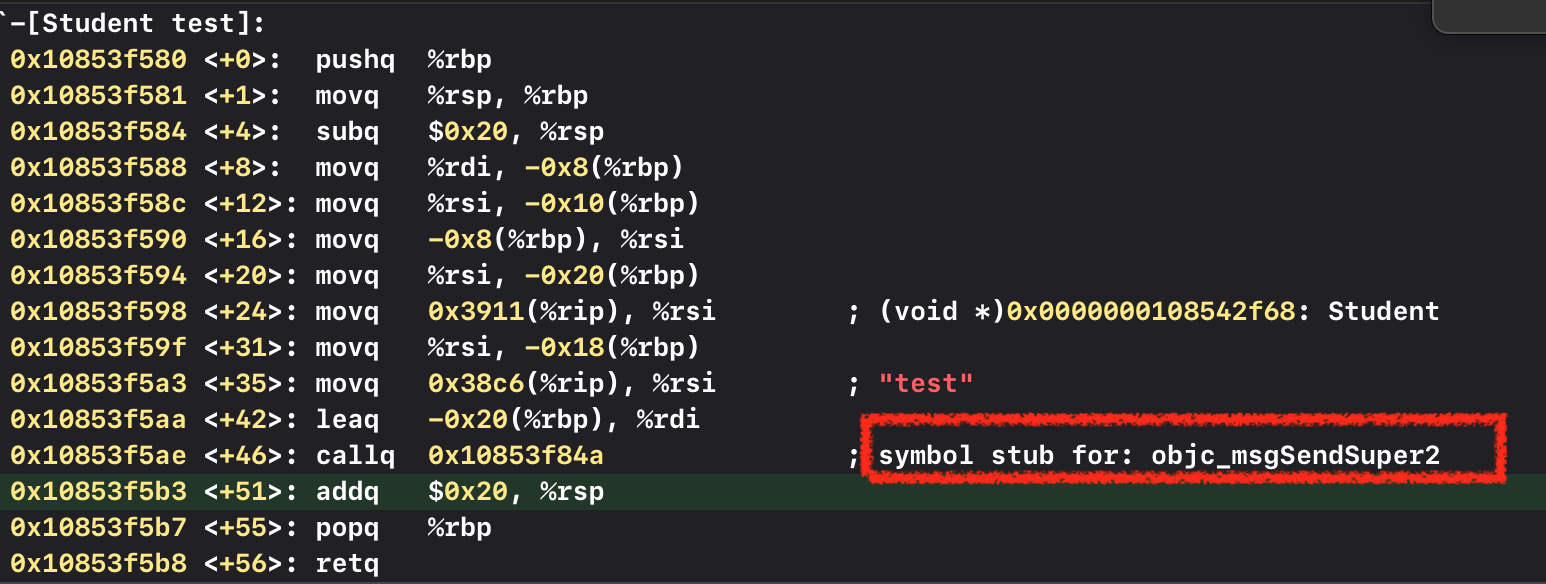 `-[Student test]:
0x10853f580 <+0>:  pushq  %rbp
0x10853f581 <+1>:  movq   %rsp, %rbp
0x10853f584 <+4>:  subq   $0x20, %rsp
0x10853f588 <+8>:  movq   %rdi, -0x8(%rbp)
0x10853f58c <+12>: movq   %rsi, -0x10(%rbp)
0x10853f590 <+16>: movq   -0x8(%rbp), %rsi
0x10853f594 <+20>: movq   %rsi, -0x20(%rbp)
0x10853f598 <+24>: movq   0x3911(%rip), %rsi        ; (void *)0x0000000108542f68: Student
0x10853f59f <+31>: movq   %rsi, -0x18(%rbp)
0x10853f5a3 <+35>: movq   0x38c6(%rip), %rsi        ; "test"
0x10853f5aa <+42>: leaq   -0x20(%rbp), %rdi
0x10853f5ae <+46>: callq  0x10853f84a               ; symbol stub for: objc_msgSendSuper2
0x10853f5b3 <+51>: addq   $0x20, %rsp
0x10853f5b7 <+55>: popq   %rbp
0x10853f5b8 <+56>: retq